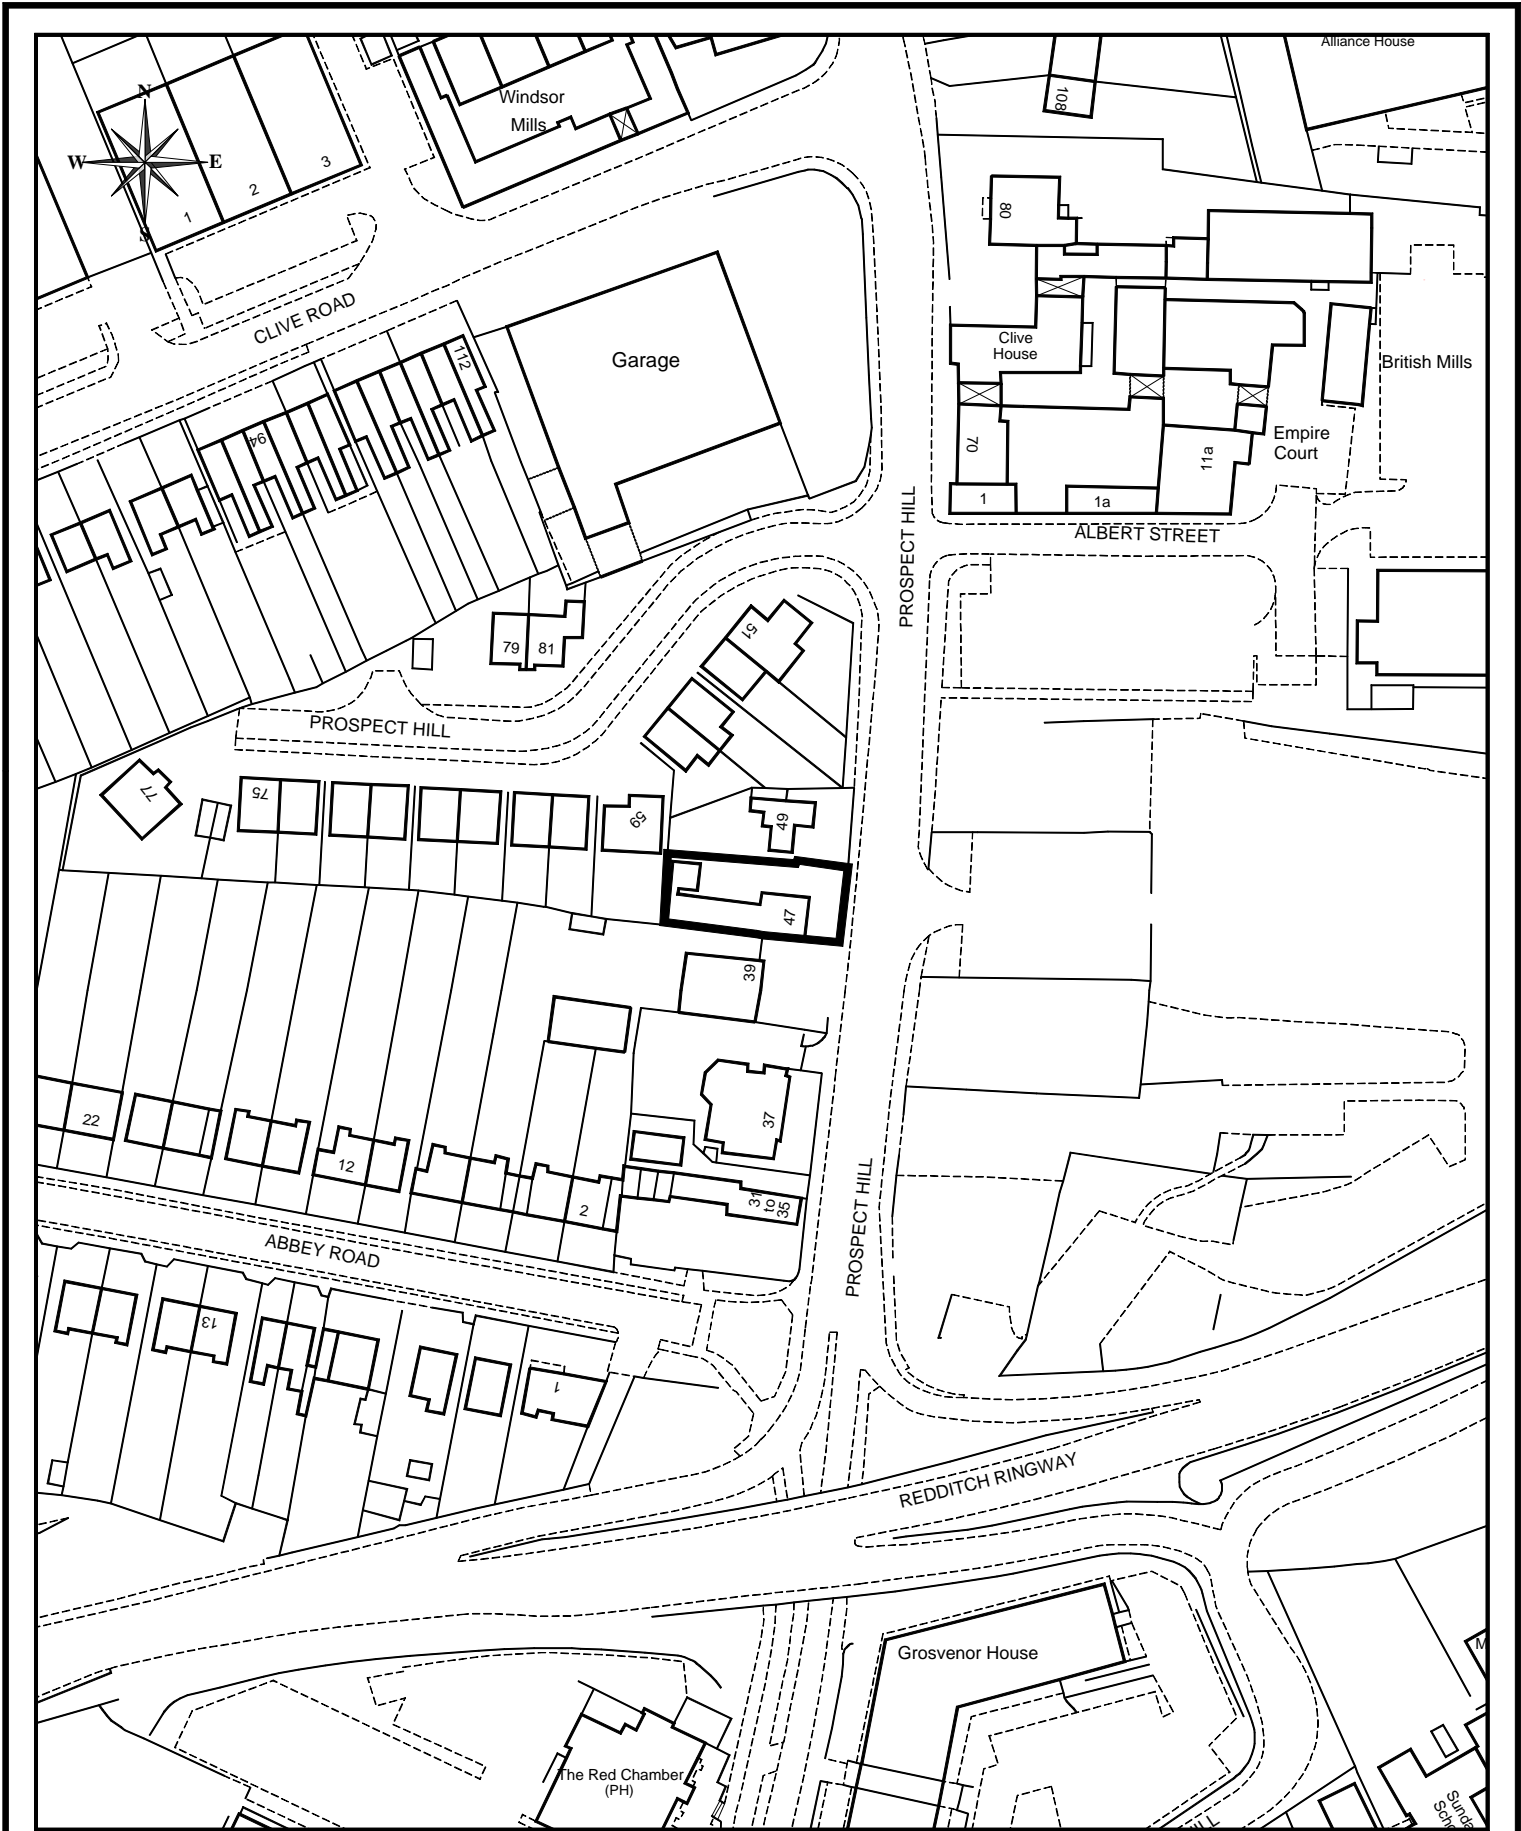 Alliance House
N
W
E
S
Windsor
Mills
108
1
2
3
80
CLIVE ROAD
Clive
House
112
Garage
British Mills
94
70
Empire
Court
11a
1
1a
PROSPECT HILL
ALBERT STREET
51
79
81
PROSPECT HILL
77
75
59
49
47
39
22
37
12
31
to
35
2
PROSPECT HILL
ABBEY ROAD
13
1
REDDITCH RINGWAY
Grosvenor House
M
The Red Chamber
(PH)